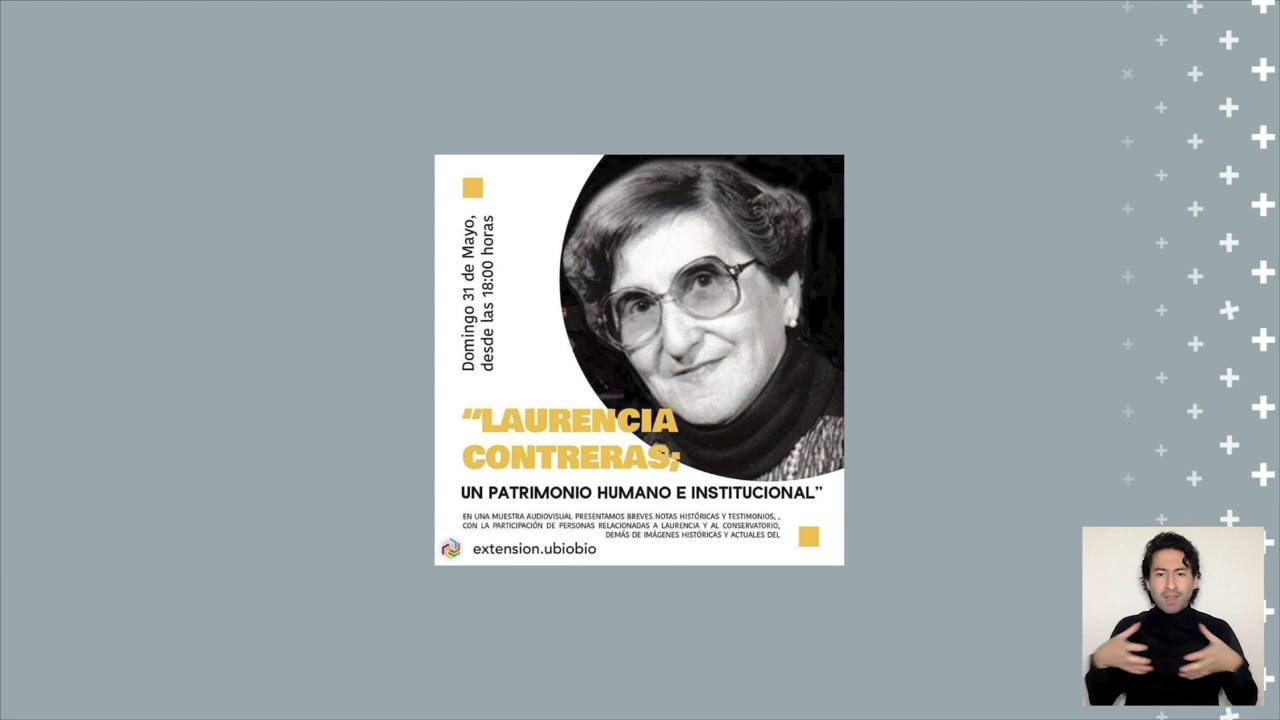 Domingo 31 de Mayo,
desde las 18:00 horas
“LAURENCIA
CONTRERAS;
UN PATRIMONIO HUMANO E INSTITUCIONAL”
EN UNA MUESTRA AUDIOVISUAL PRESENTAMOS BREVES NOTAS HISTÓRICAS Y TESTIMONIOS, ,
CON LA PARTICIPACIÓN DE PERSONAS RELACIONADAS A LAURENCIA Y AL CONSERVATORIO,
DEMÁS DE IMÁGENES HISTÓRICAS Y ACTUALES DEL
extension.ubiobio